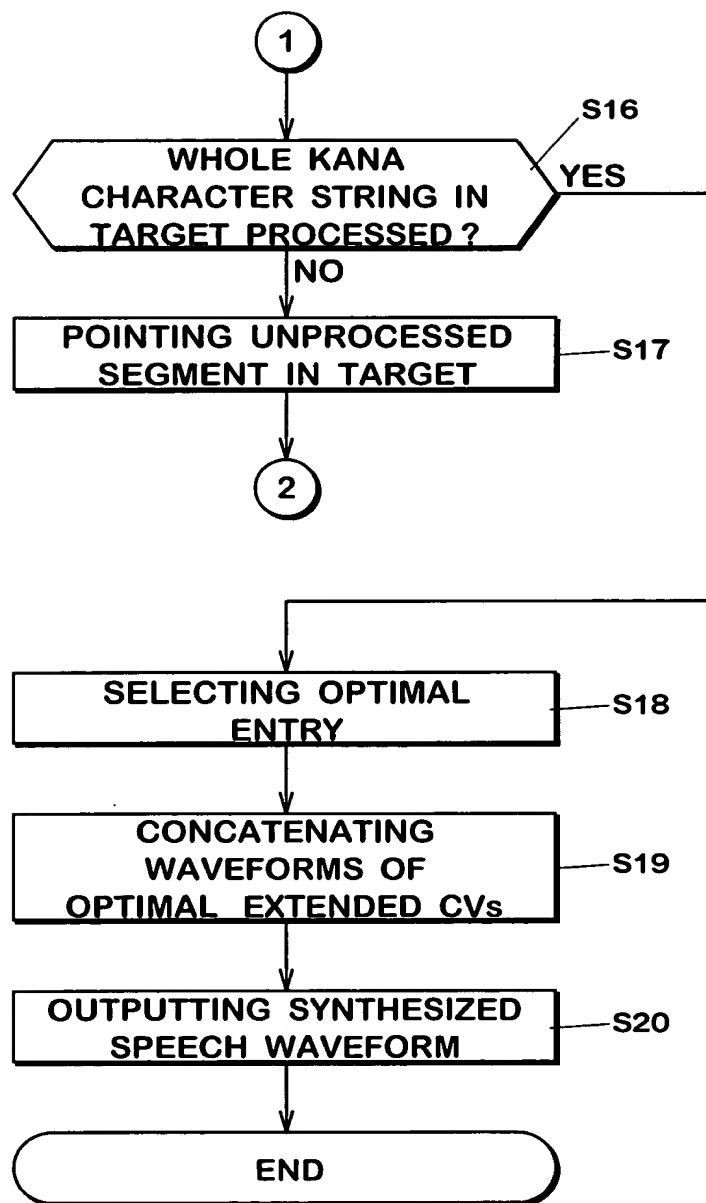 1
S16
WHOLE KANA
CHARACTER STRING IN
TARGET PROCESSED ?
YES
NO
POINTING UNPROCESSED
SEGMENT IN TARGET
S17
2
SELECTING OPTIMAL
ENTRY
S18
CONCATENATING
WAVEFORMS OF
OPTIMAL EXTENDED CVs
S19
OUTPUTTING SYNTHESIZED
SPEECH WAVEFORM
S20
END